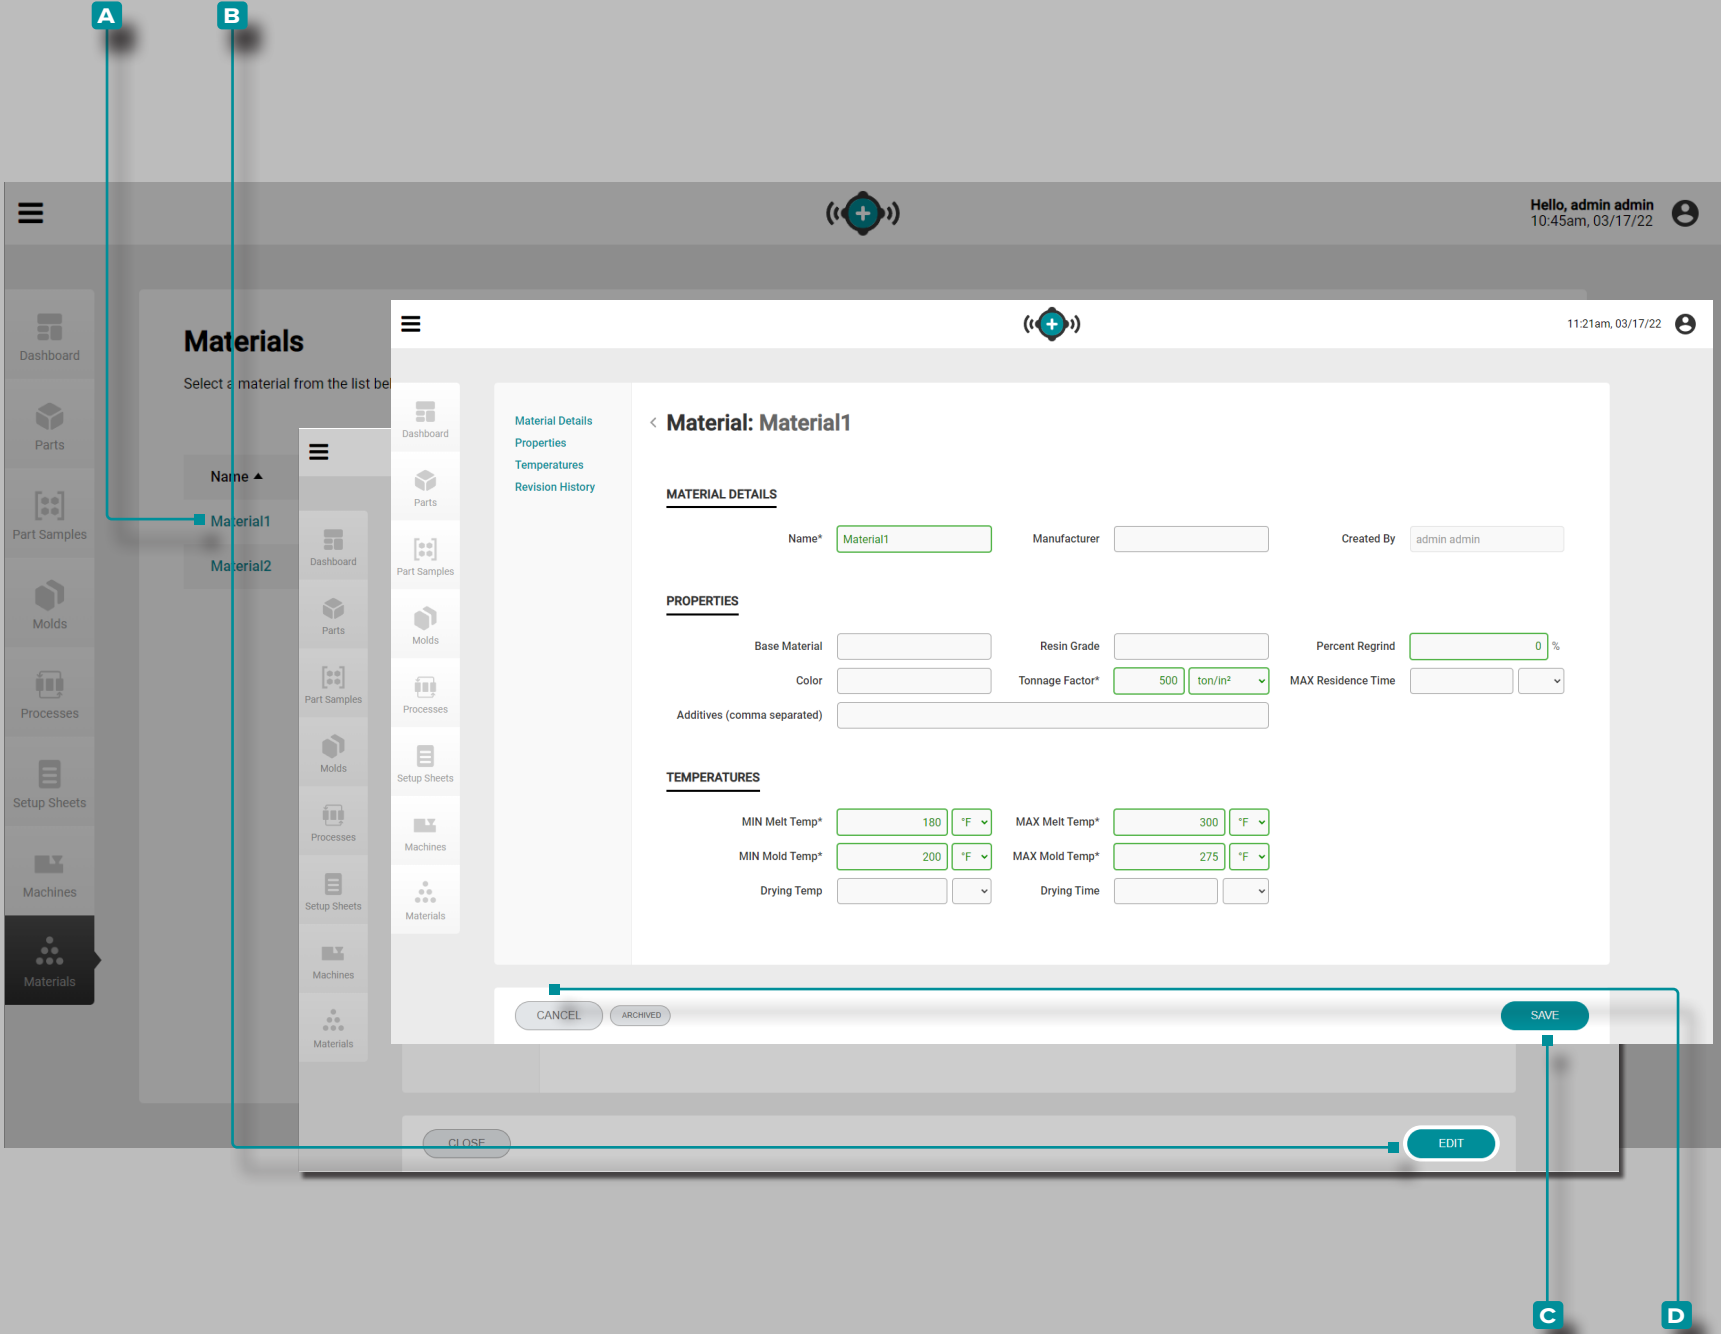 A
B
Hello, admin admin
10:45am, 03/17/22
Dashboard
Parts
Part Samples
Molds
Processes
Setup Sheets
Machines
Materials
Materials
Select a material from the list bel
Name
Material1
Material2
Dashboard
Parts
Part Samples
Molds
Processes
Setup Sheets
Machines
Materials
CLOSE
EDIT
11:21am, 03/17/22
Dashboard
Parts
Part Samples
Molds
Processes
Setup Sheets
Machines
Materials
Material Details
Properties
Temperatures
Revision History
< Material: Material1
MATERIAL DETAILS
Name* Material1 Manufacturer Created By admin admin
PROPERTIES
Base Material Resin Grade Percent Regrind 0 %
Color Tonnage Factor* 500 ton/in² MAX Residence Time
Additives (comma separated)
TEMPERATURES
MIN Melt Temp* 180 °F MAX Melt Temp* 300 °F
MIN Mold Temp* 200 °F MAX Mold Temp* 275 °F
Drying Temp Drying Time
CANCEL ARCHIVED SAVE
C
D